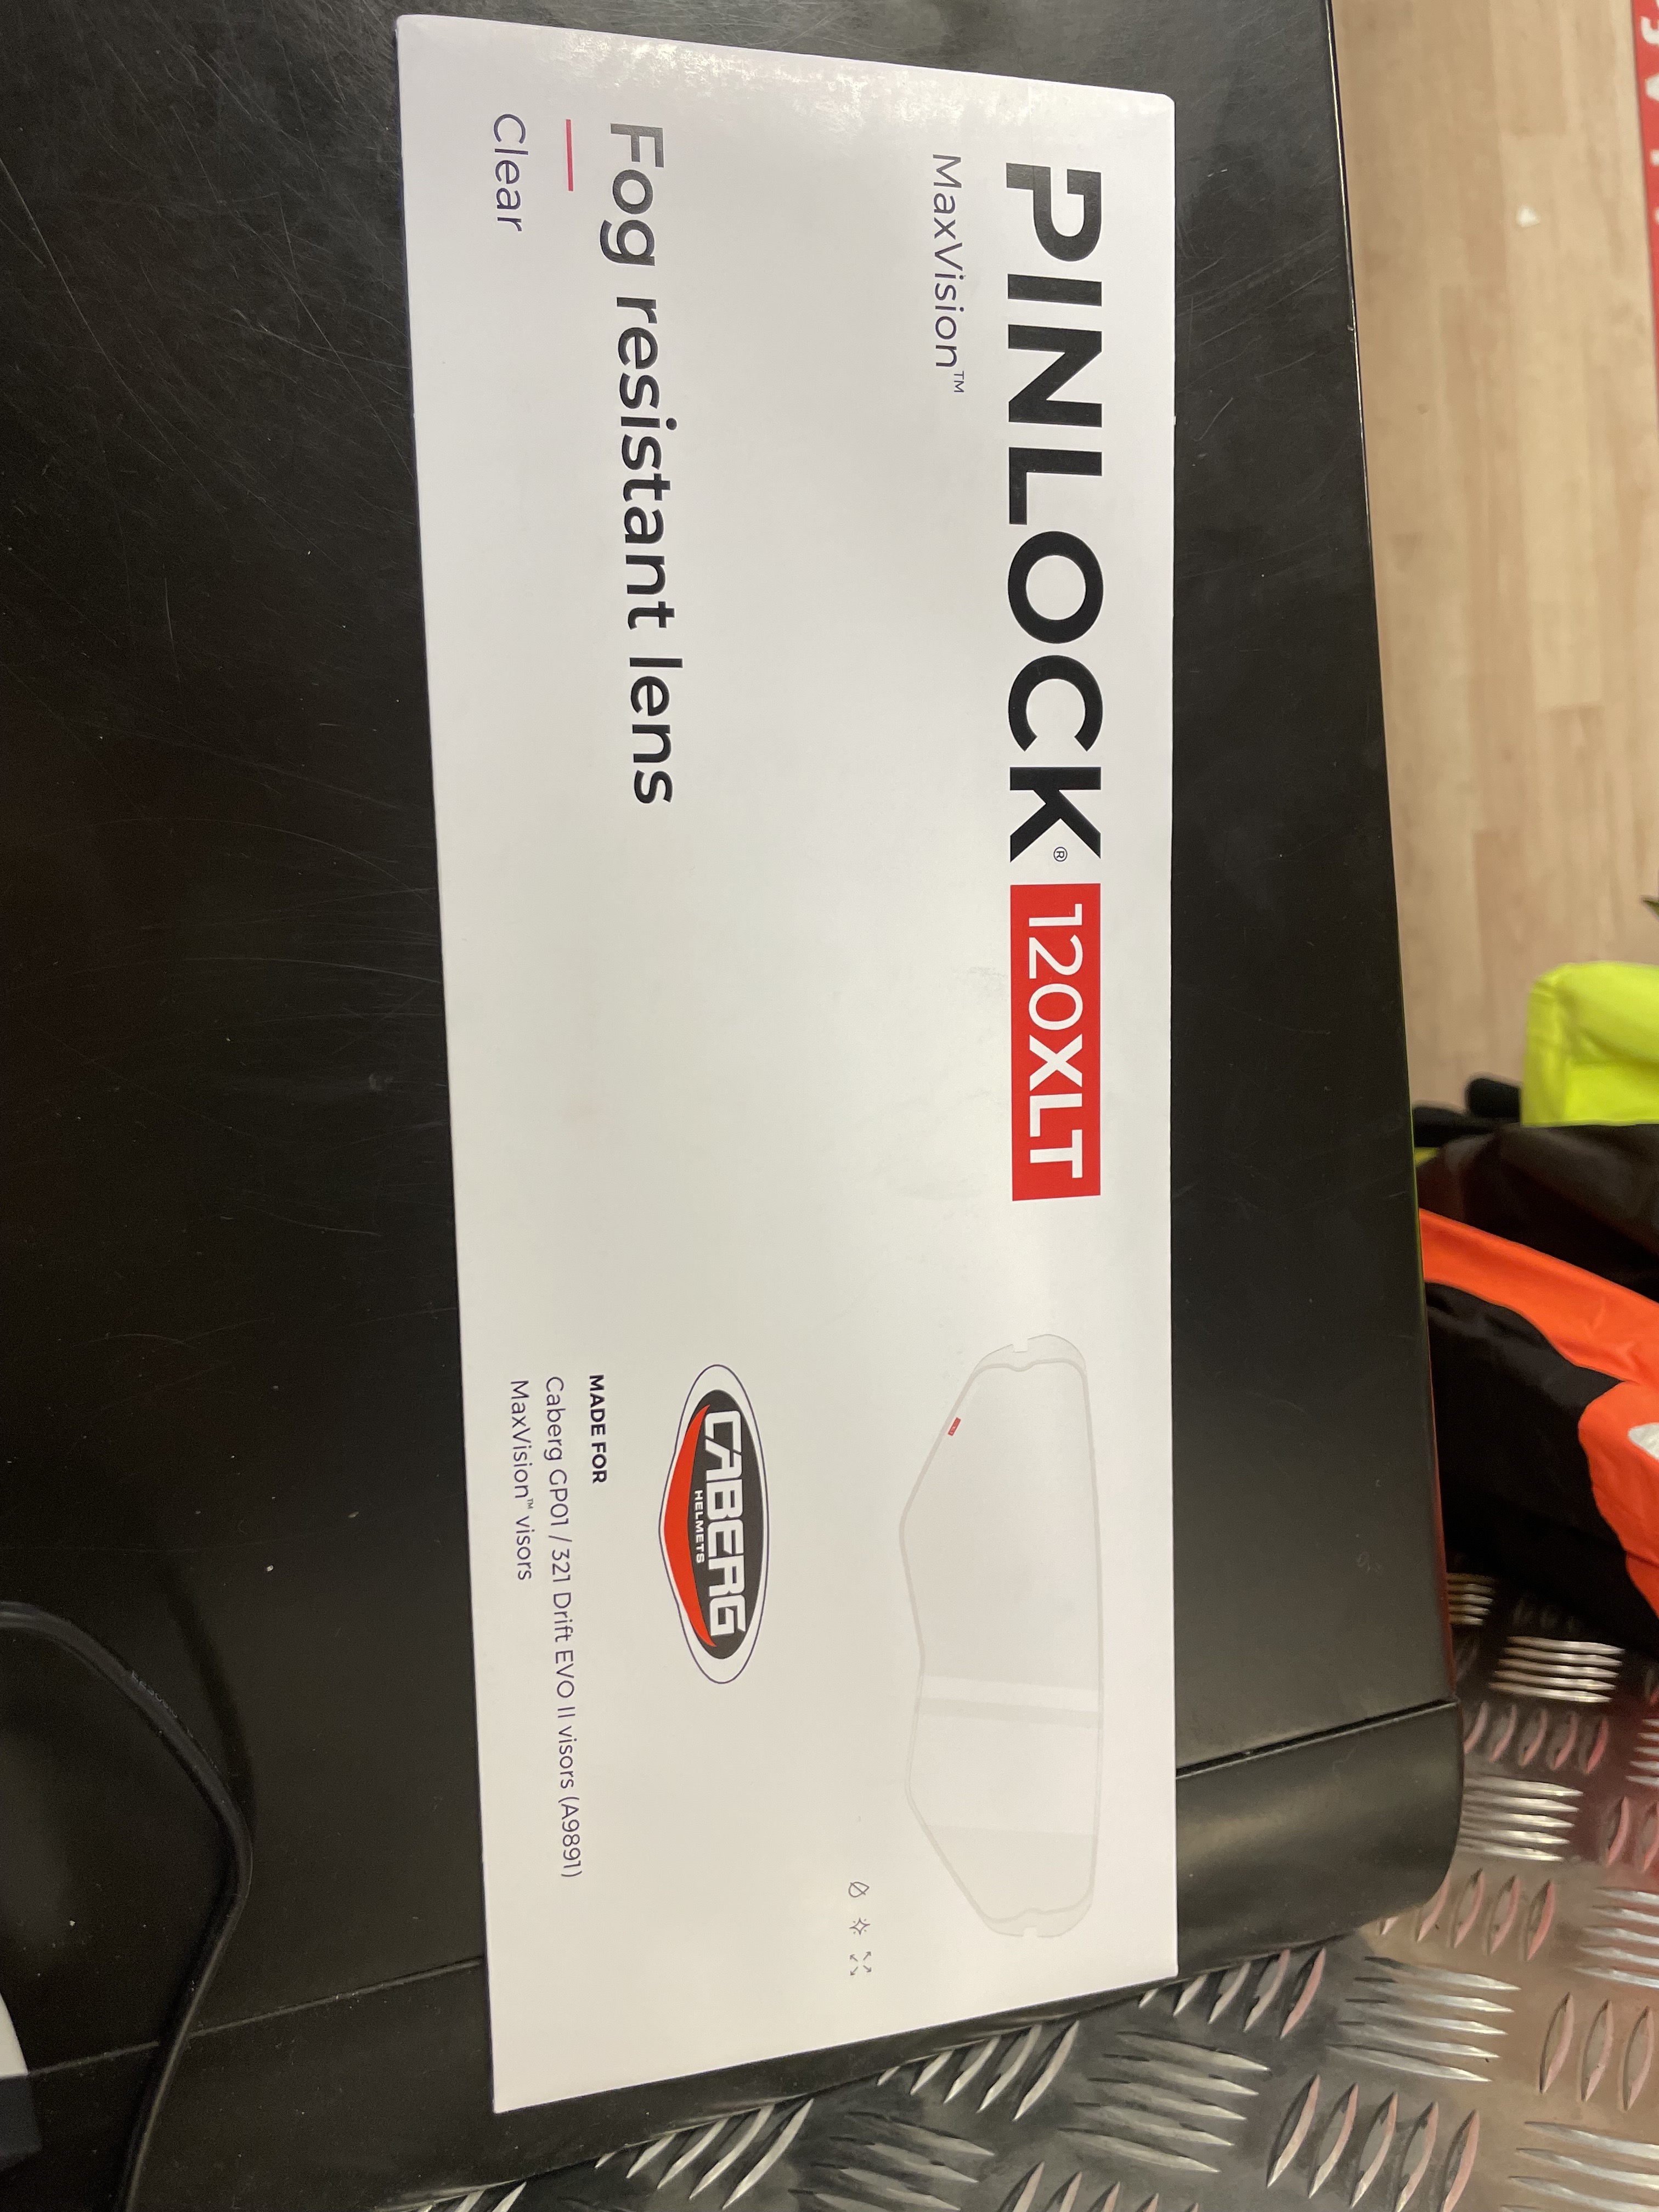 PINLOCK® 120XLT
MaxVision™
Fog resistant lens
Clear
CABERG
HELMETS
MADE FOR
Caberg GP01 / 321 Drift EVO II visors (A9891)
MaxVision™ visors